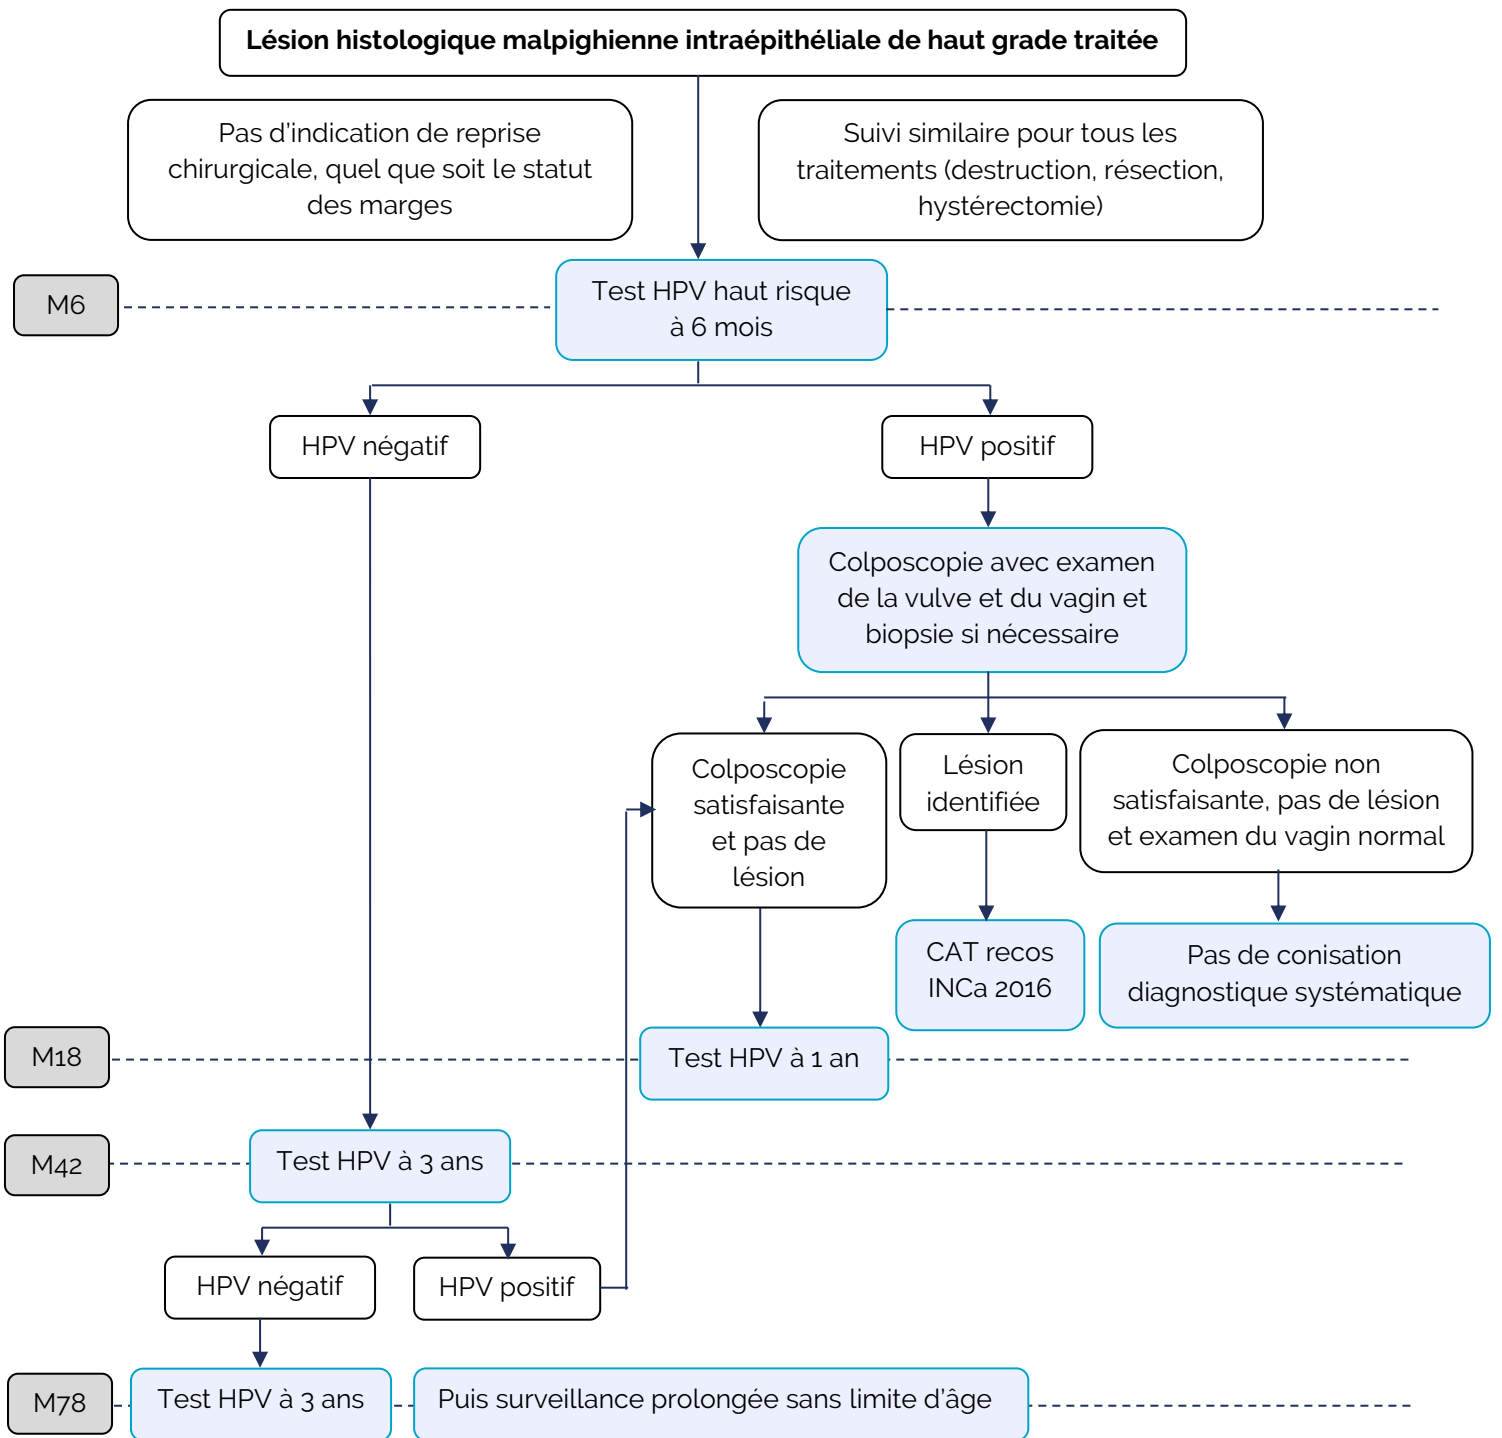 Lésion histologique malpighienne intraépithéliale de haut grade traitée
Pas d'indication de reprise
chirurgicale, quel que soit le statut
des marges
Suivi similaire pour tous les
traitements (destruction, résection,
hystérectomie)
M6
Test HPV haut risque
à 6 mois
HPV négatif
HPV positif
Colposcopie avec examen
de la vulve et du vagin et
biopsie si nécessaire
Colposcopie
satisfaisante
et pas de
lésion
Lésion
identifiée
Colposcopie non
satisfaisante, pas de lésion
et examen du vagin normal
CAT recos
INCa 2016
Pas de conisation
diagnostique systématique
M18
Test HPV à 1 an
M42
Test HPV à 3 ans
HPV négatif
HPV positif
M78
Test HPV à 3 ans
Puis surveillance prolongée sans limite d'âge